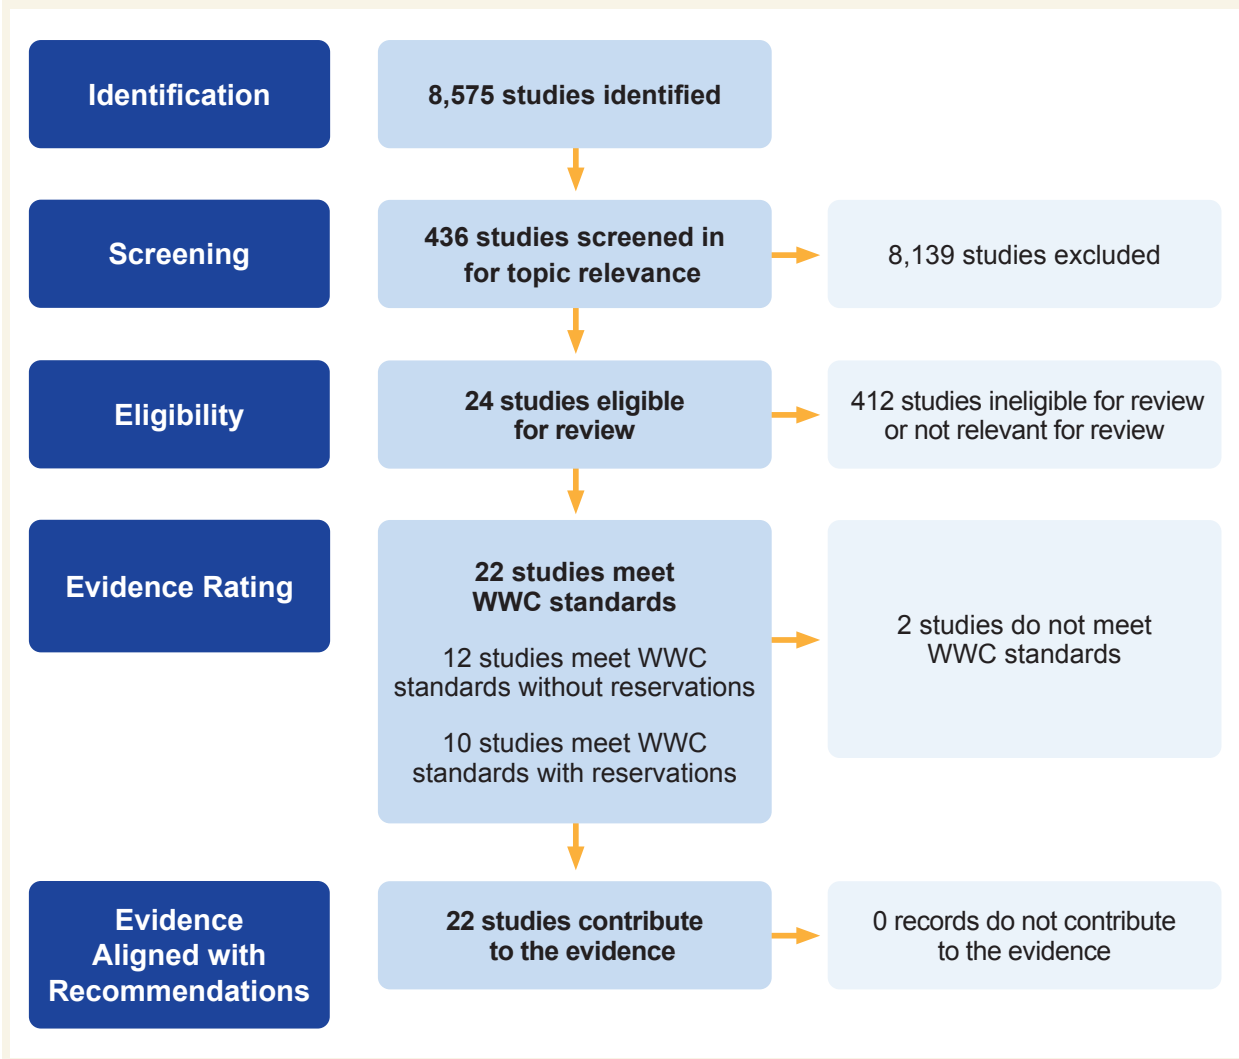 Identification
8,575 studies identified
Screening
436 studies screened in
for topic relevance
8,139 studies excluded
Eligibility
24 studies eligible
for review
412 studies ineligible for review
or not relevant for review
Evidence Rating
22 studies meet
WWC standards
12 studies meet WWC
standards without reservations
10 studies meet WWC
standards with reservations
2 studies do not meet
WWC standards
Evidence
Aligned with
Recommendations
22 studies contribute
to the evidence
0 records do not contribute
to the evidence